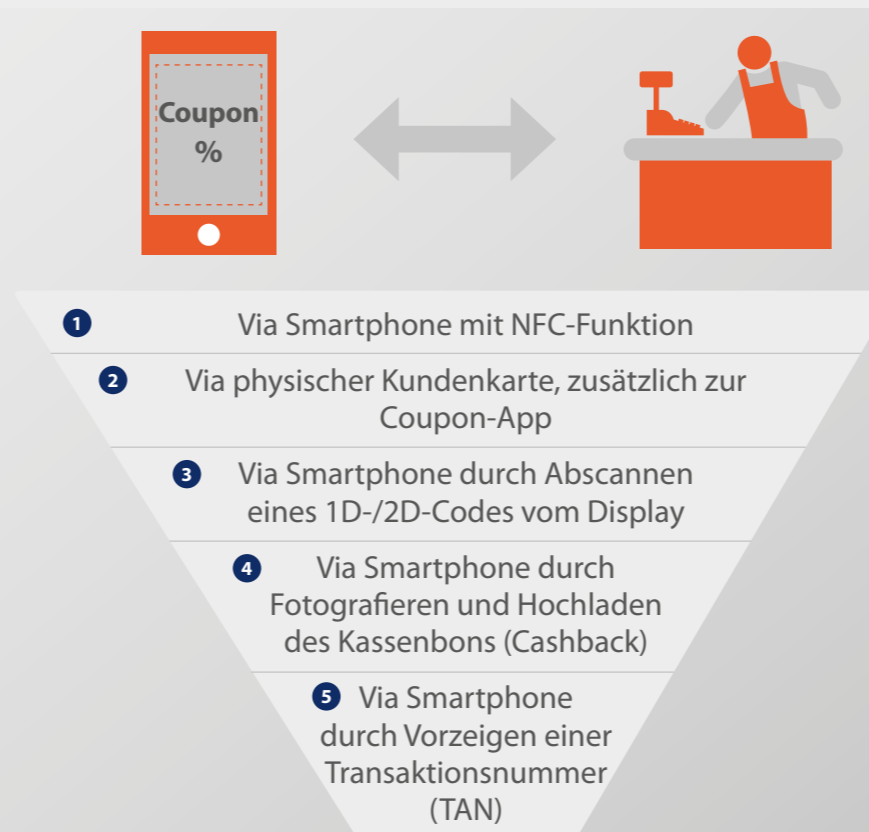 Coupon
%
1 Via Smartphone mit NFC-Funktion
2 Via physischer Kundenkarte, zusätzlich zur
Coupon-App
3 Via Smartphone durch Abscannen
eines 1D-/2D-Codes vom Display
4 Via Smartphone durch
Fotografieren und Hochladen
des Kassenbons (Cashback)
5 Via Smartphone
durch Vorzeigen einer
Transaktionsnummer
(TAN)